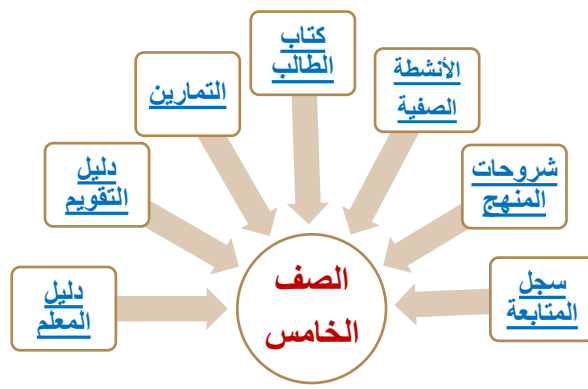 كتاب
الطالب
الأنشطة
الصفية
التمارين
شروحات
المنهج
دليل
التقويم
سجل
المتابعة
دليل
المعلم
الصف
الخامس